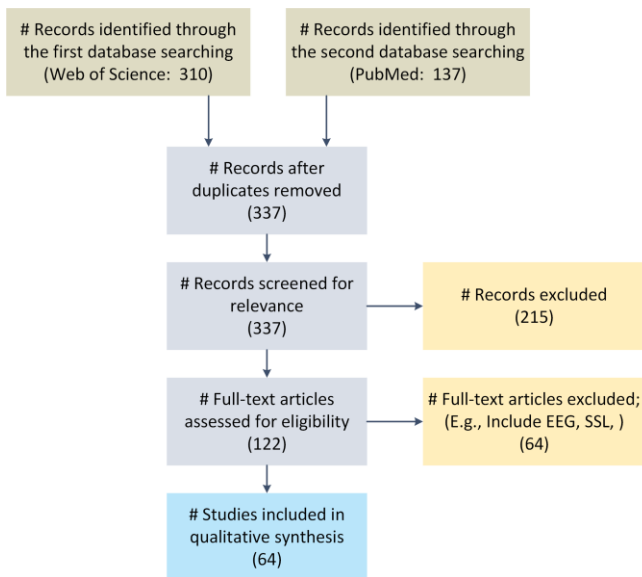 # Records identified through
the first database searching
(Web of Science: 310)
# Records identified through
the second database searching
(PubMed: 137)
# Records after
duplicates removed
(337)
# Records screened for
relevance
(337)
# Records excluded
(215)
# Full-text articles
assessed for eligibility
(122)
# Full-text articles excluded;
(E.g., Include EEG, SSL, )
(64)
# Studies included in
qualitative synthesis
(64)